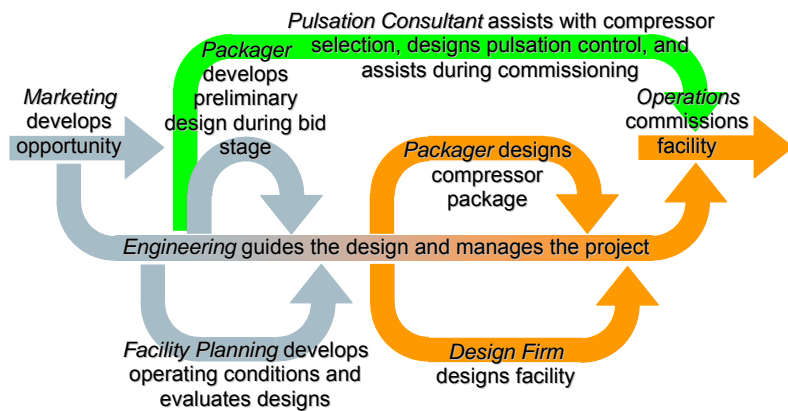 Pulsation Consultant assists with compressor
selection, designs pulsation control, and
assists during commissioning
Packager
develops
preliminary
design during bid
stage
Marketing
develops
opportunity
Operations
commissions
facility
Packager designs
compressor
package
Engineering guides the design and manages the project
Facility Planning develops
operating conditions and
evaluates designs
Design Firm
designs facility